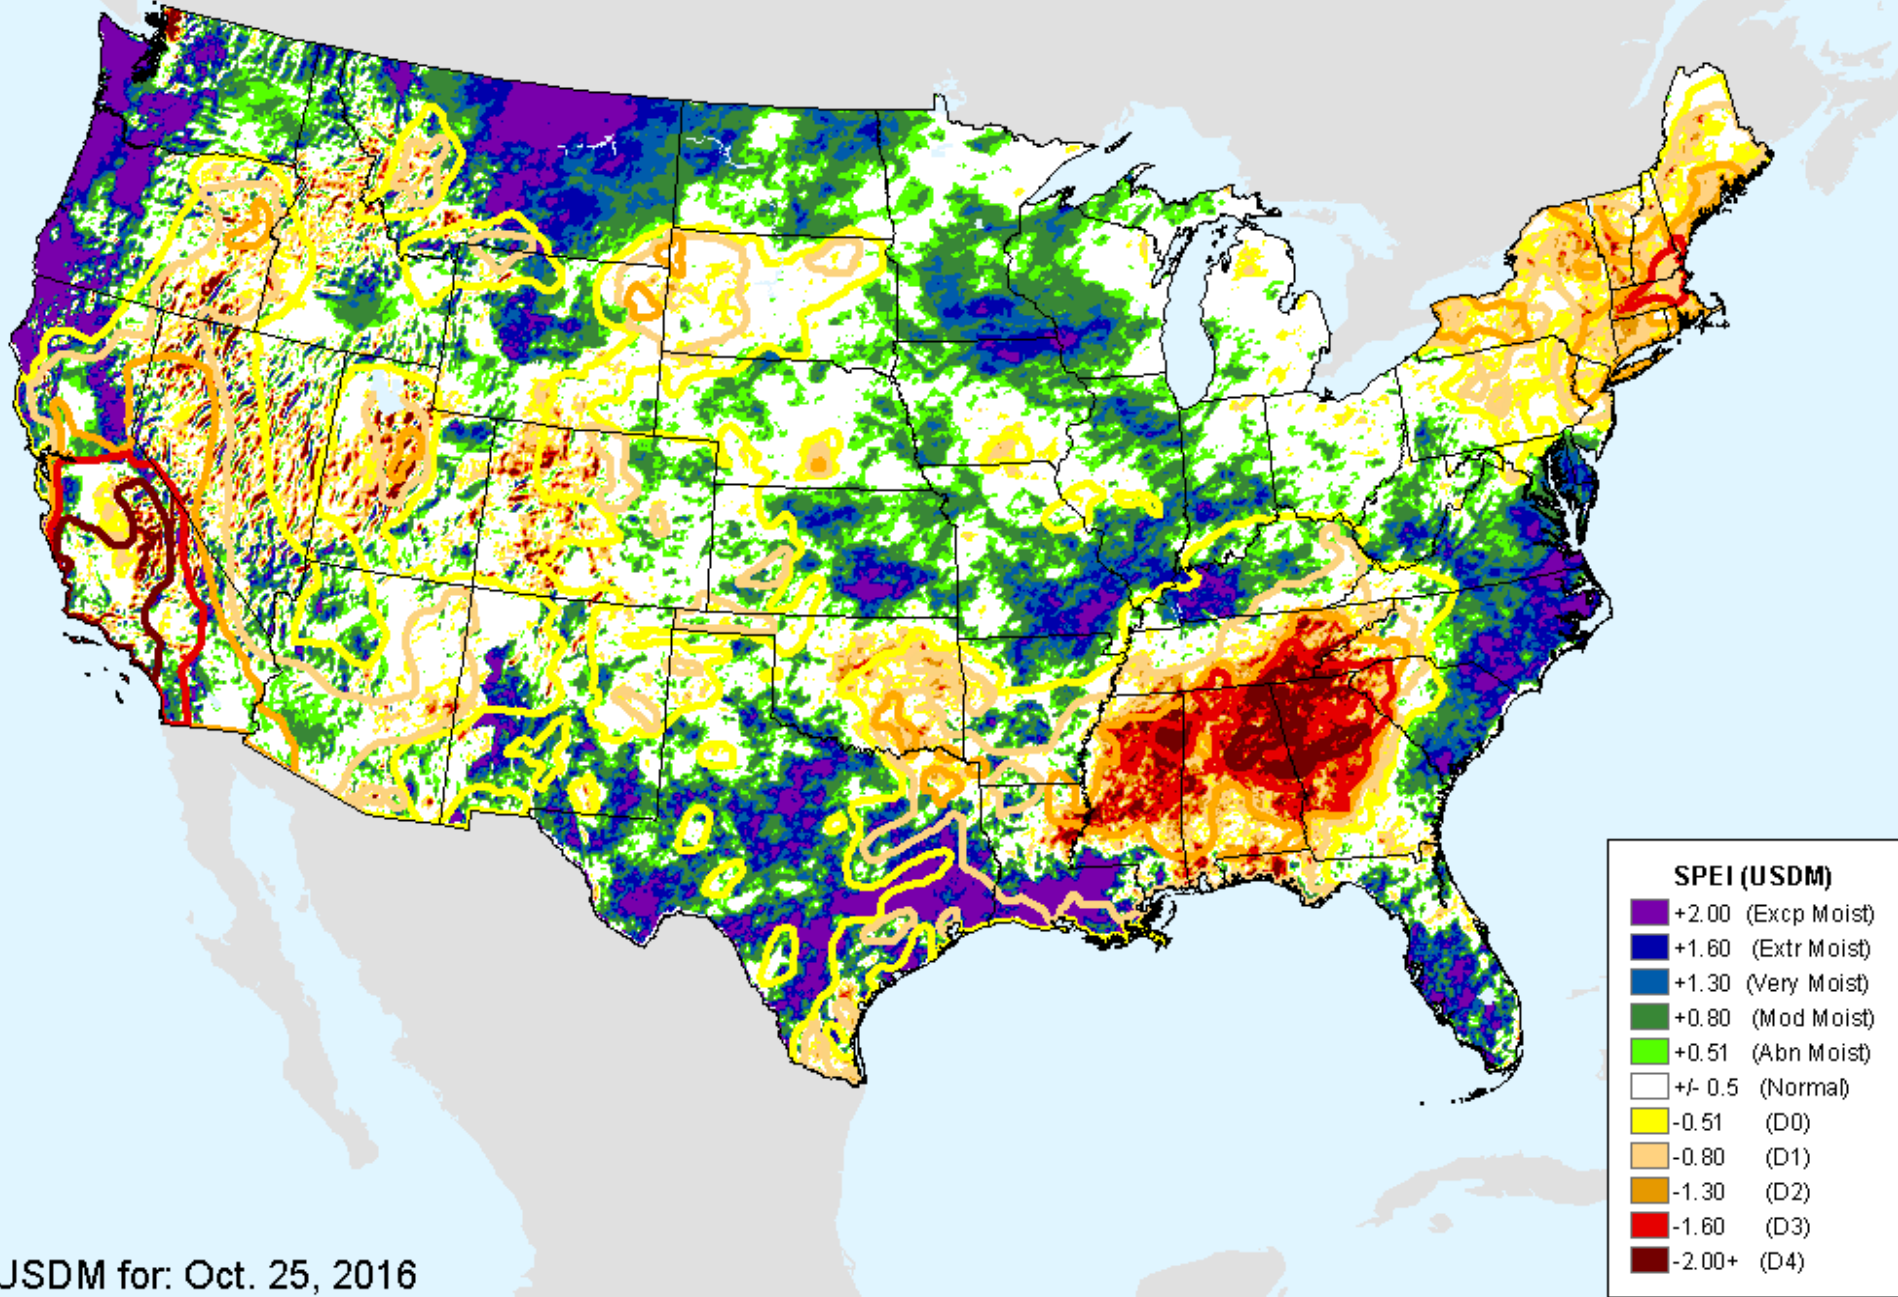 SPEI (USDM)
+2.00 (Excp Moist)
+1.60 (Extr Moist)
+1.30 (Very Moist)
+0.80 (Mod Moist)
+0.51 (Abn Moist)
+/- 0.5 (Normal)
-0.51 (D0)
-0.80 (D1)
-1.30 (D2)
-1.60 (D3)
-2.00+ (D4)
USDM for: Oct. 25, 2016